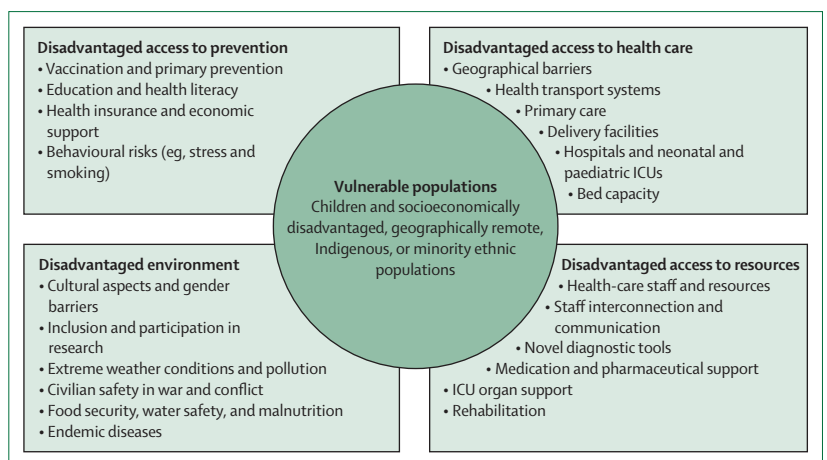 Disadvantaged access to prevention
• Vaccination and primary prevention
• Education and health literacy
• Health insurance and economic
support
• Behavioural risks (eg, stress and
smoking)
Disadvantaged access to health care
• Geographical barriers
• Health transport systems
• Primary care
• Delivery facilities
• Hospitals and neonatal and
paediatric ICUs
• Bed capacity
Vulnerable populations
Children and socioeconomically
disadvantaged, geographically remote,
Indigenous, or minority ethnic
populations
Disadvantaged environment
• Cultural aspects and gender
barriers
• Inclusion and participation in
research
• Extreme weather conditions and pollution
• Civilian safety in war and conflict
• Food security, water safety, and malnutrition
• Endemic diseases
Disadvantaged access to resources
• Health-care staff and resources
• Staff interconnection and
communication
• Novel diagnostic tools
• Medication and pharmaceutical support
• ICU organ support
• Rehabilitation